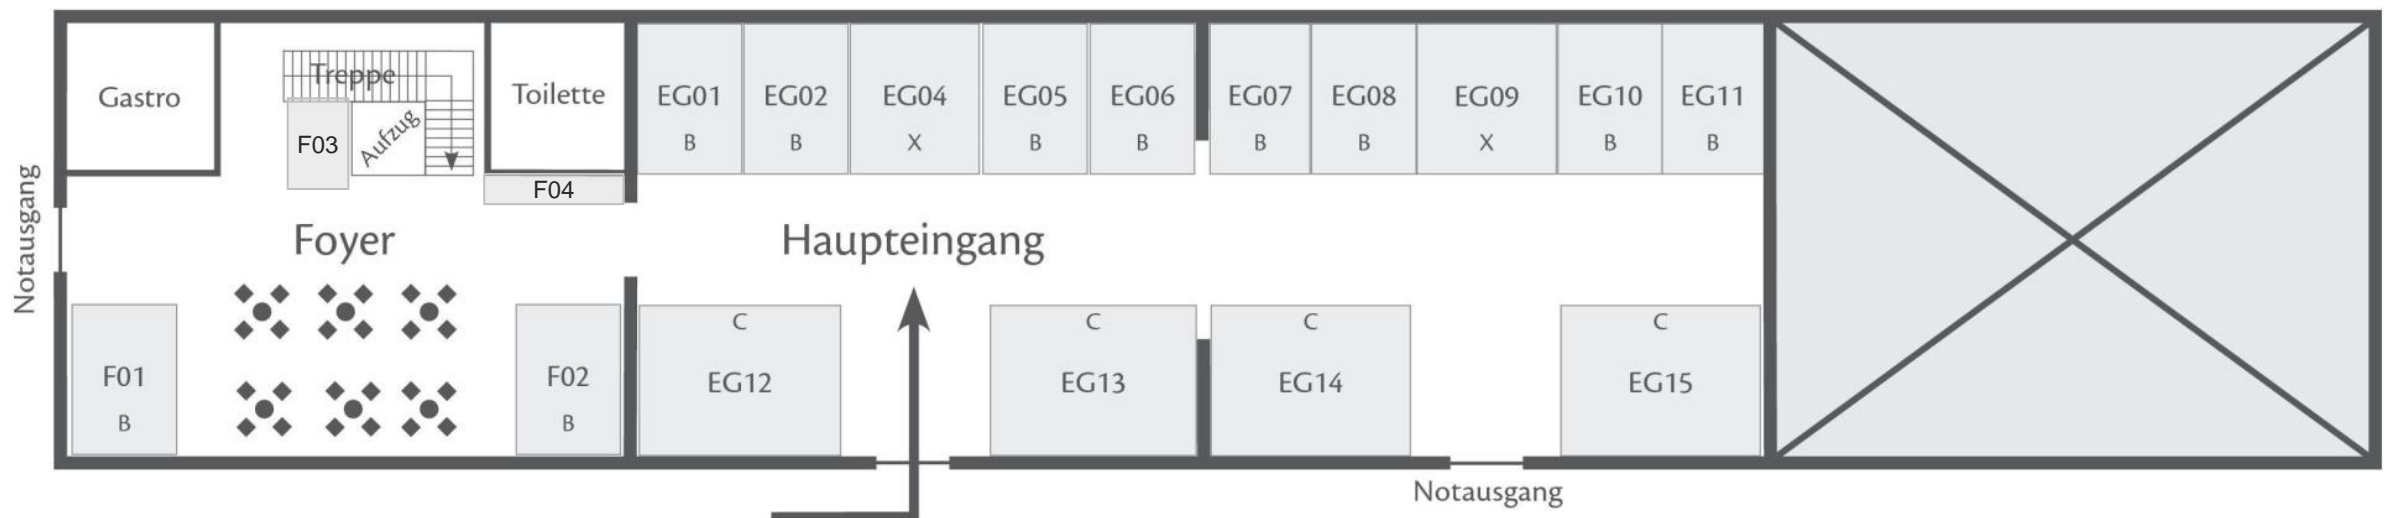 Gastro
Treppe
Aufzug
F03
Toilette
F04
EG01
B
EG02
B
EG04
X
EG05
B
EG06
B
EG07
B
EG08
B
EG09
X
EG10
B
EG11
B
Notausgang
Foyer
Haupteingang
F01
B
F02
B
C
EG12
C
EG13
C
EG14
C
EG15
Notausgang